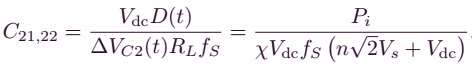 $C_{21,22} = \frac{V_{\mathrm{dc}} D(t)}{\Delta V_{C2}(t) R_L f_S} = \frac{P_i}{\chi V_{\mathrm{dc}} f_S \left( n\sqrt{2} V_s + V_{\mathrm{dc}} \right)}.$